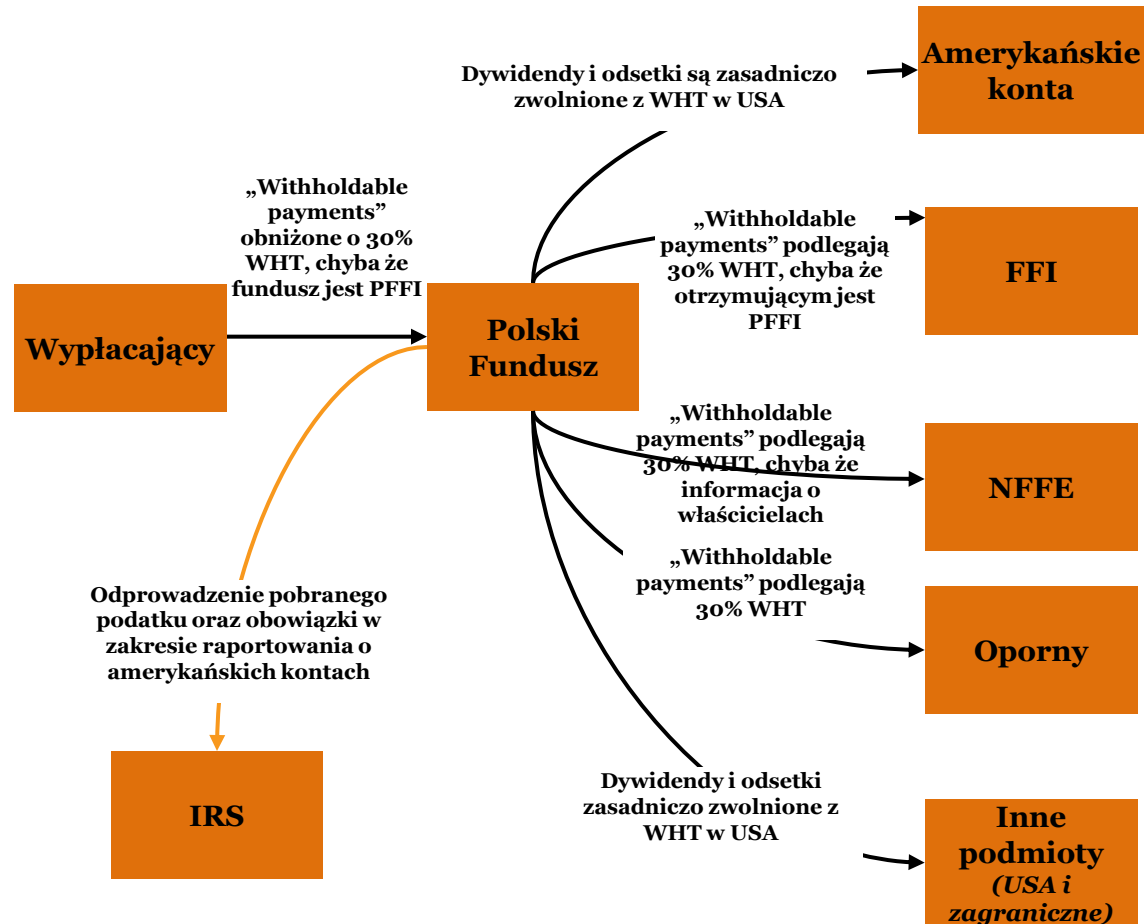 Amerykańskie
konta
Dywidendy i odsetki są zasadniczo
zwolnione z WHT w USA
„Withholdable
payments”
obniżone o 30%
WHT, chyba że
fundusz jest PFFI
„Withholdable
payments” podlegają
30% WHT, chyba że
otrzymującym jest
PFFI
FFI
Wypłacający
Polski
Fundusz
„Withholdable
payments” podlegają
30% WHT, chyba że
informacja o
właścicielach
NFFE
„Withholdable
payments” podlegają
30% WHT
Oporny
Odprowadzenie pobranego
podatku oraz obowiązki w
zakresie raportowania o
amerykańskich kontach
IRS
Dywidendy i odsetki
zasadniczo zwolnione z
WHT w USA
Inne
podmioty
(USA i
zagraniczne)